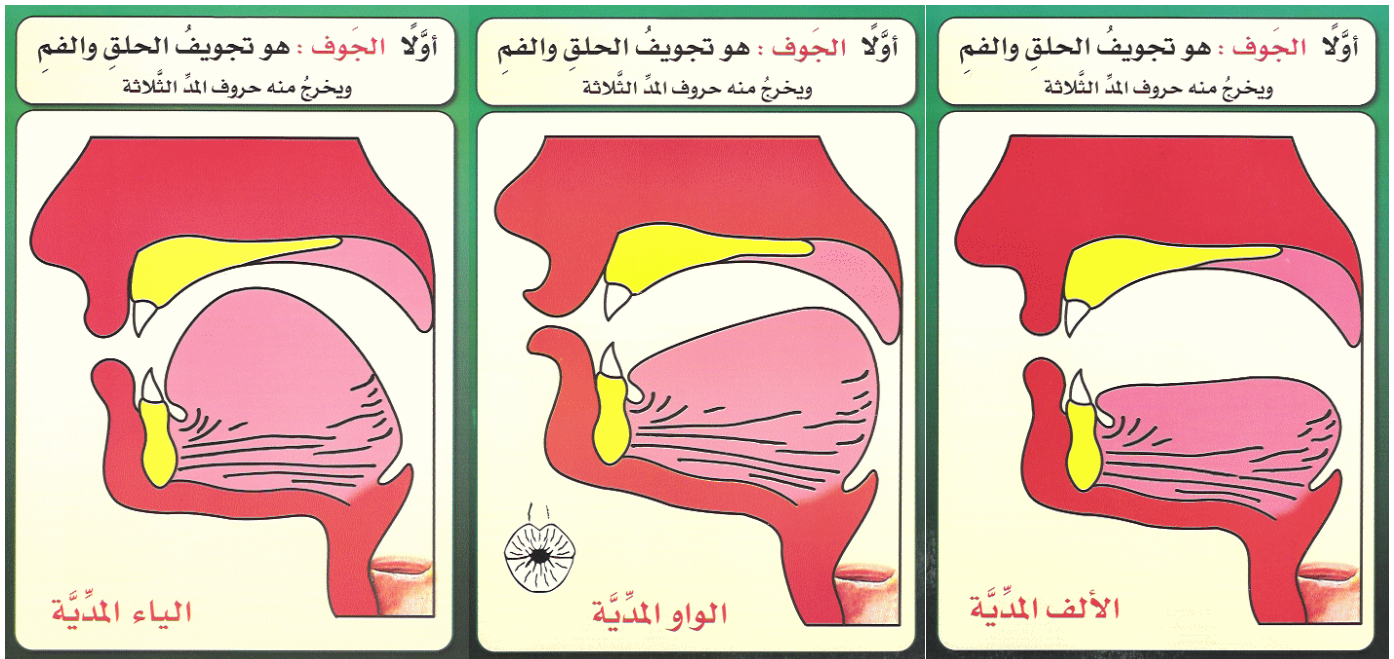 أوَّلًا الجَوف : هو تجويفُ الحلقِ والفمِ
ويخرجُ منه حروف المدِّ الثَّلاثة
الألف المدِّيَّة
أوَّلًا الجَوف : هو تجويفُ الحلقِ والفمِ
ويخرجُ منه حروف المدِّ الثَّلاثة
الواو المدِّيَّة
أوَّلًا الجَوف : هو تجويفُ الحلقِ والفمِ
ويخرجُ منه حروف المدِّ الثَّلاثة
الياء المدِّيَّة